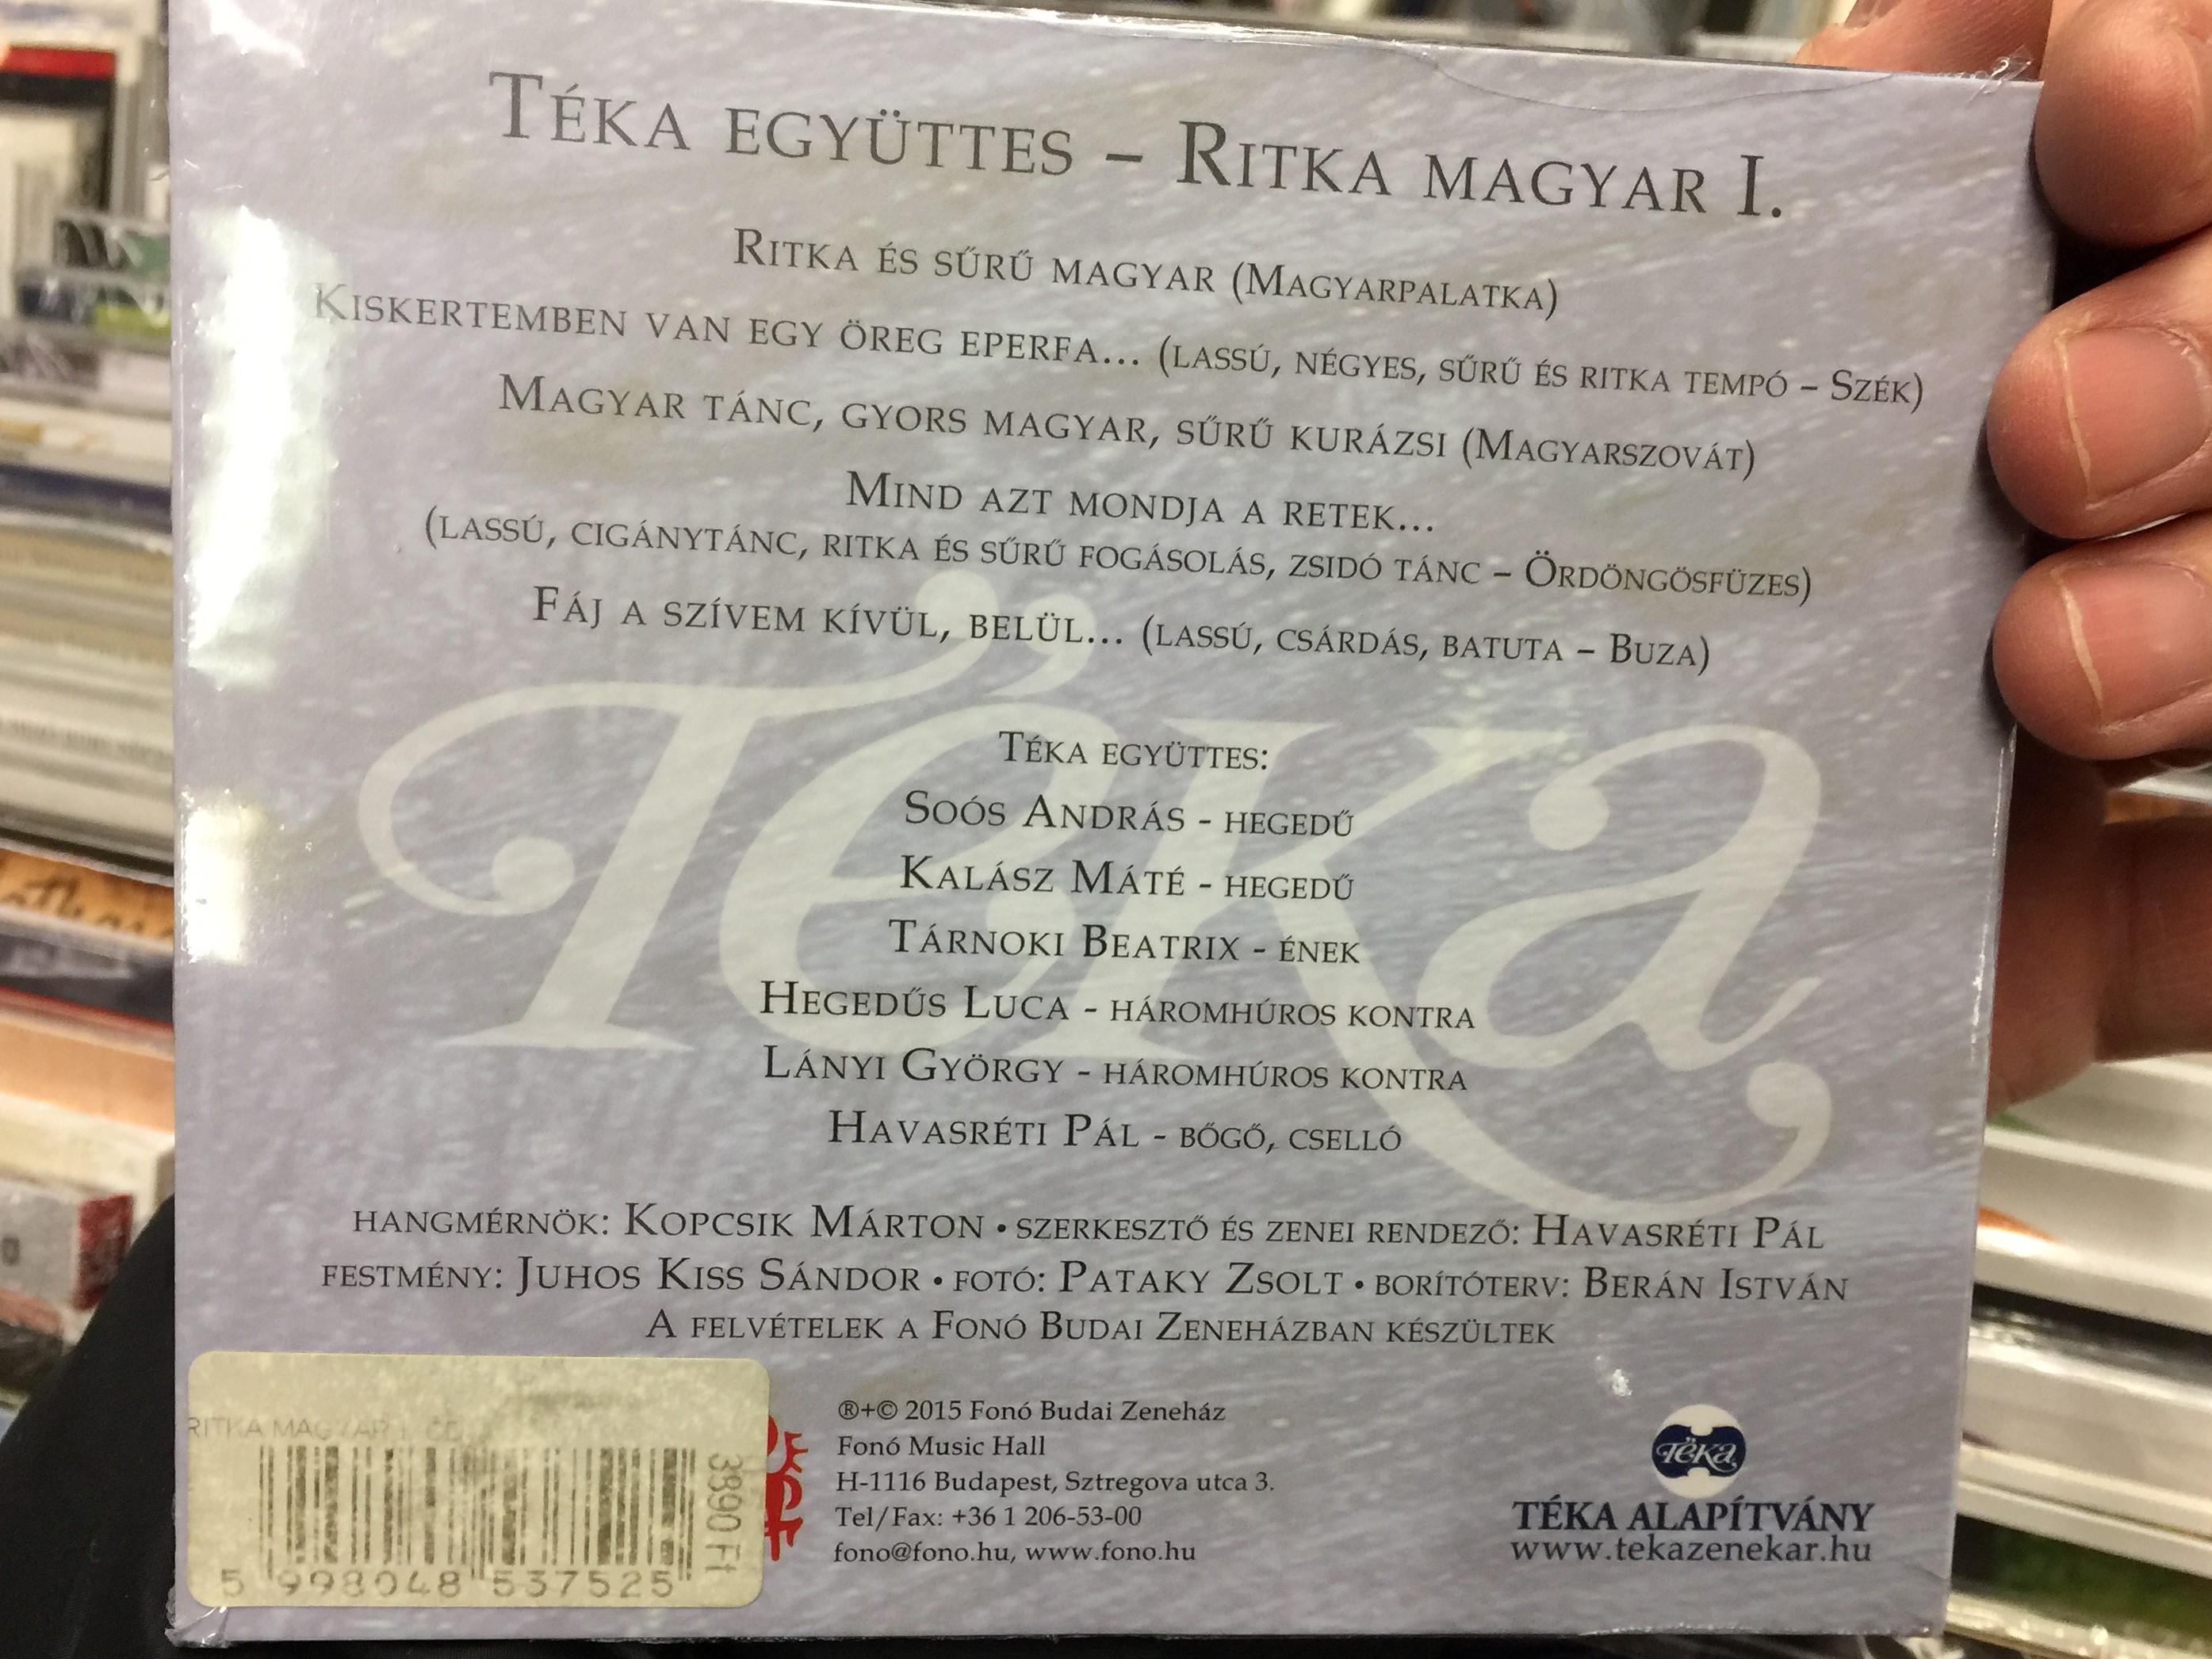 Téka együttes – Ritka magyar I.
Ritka és sűrű magyar (Magyarpalatka)
Kiskertemben van egy öreg eperfa... (lassú, négyes, sűrű és ritka tempó – Szék)
Magyar tánc, gyors magyar, sűrű kurázsi (Magyarszovát)
Mind azt mondja a retek...
(lassú, cigánytánc, ritka és sűrű fogásolás, zsidó tánc – Ördöngösfüzes)
Fáj a szívem kívül, belül... (lassú, csárdás, batuta – Buza)
Téka
Téka együttes:
Soós András - hegedű
Kalász Máté - hegedű
Tárnoki Beatrix - ének
Hegedűs Luca - háromhúros kontra
Lányi György - háromhúros kontra
Havasréti Pál - bőgő, cselló
hangmérnök: Kopcsik Márton • szerkesztő és zenei rendező: Havasréti Pál
festmény: Juhos Kiss Sándor • fotó: Pataky Zsolt • borítóterv: Berán István
A felvételek a Fonó Budai Zeneházban készültek
RITKA MAGYAR I. CD
3890 Ft
5 998048 537525
®+© 2015 Fonó Budai Zeneház
Fonó Music Hall
H-1116 Budapest, Sztregova utca 3.
Tel/Fax: +36 1 206-53-00
fono@fono.hu, www.fono.hu
Téka
TÉKA ALAPÍTVÁNY
www.tekazenekar.hu